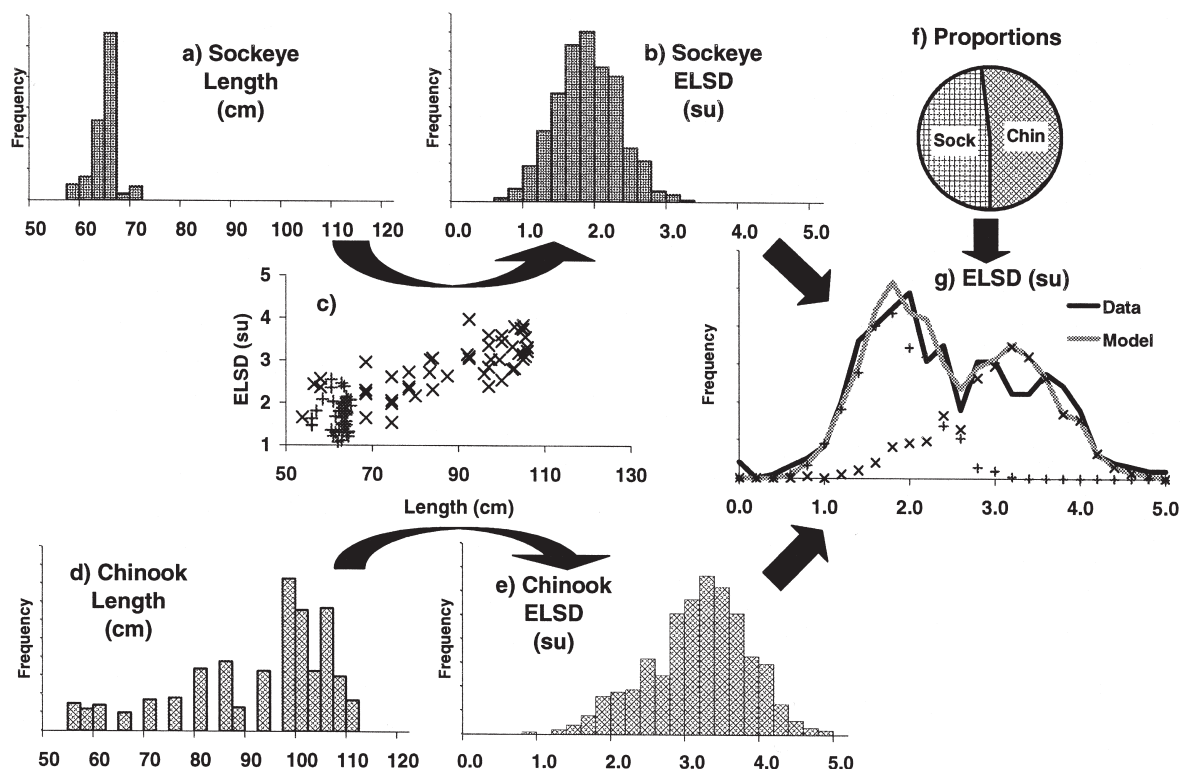 a) Sockeye
Length
(cm)
Frequency
50 60 70 80 90 100 110 120
b) Sockeye
ELSD
(su)
Frequency
0.0 1.0 2.0 3.0 4.0 5.0
f) Proportions
Sock
Chin
c)
ELSD (su)
5
4
3
2
1
50 70 90 110 130
Length (cm)
g) ELSD (su)
Data
Model
Frequency
0.0 1.0 2.0 3.0 4.0 5.0
d) Chinook
Length
(cm)
Frequency
50 60 70 80 90 100 110 120
e) Chinook
ELSD
(su)
Frequency
0.0 1.0 2.0 3.0 4.0 5.0